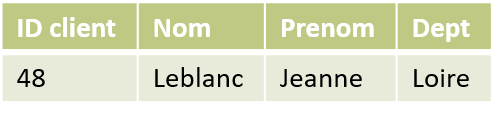 ID client Nom Prenom Dept
48 Leblanc Jeanne Loire